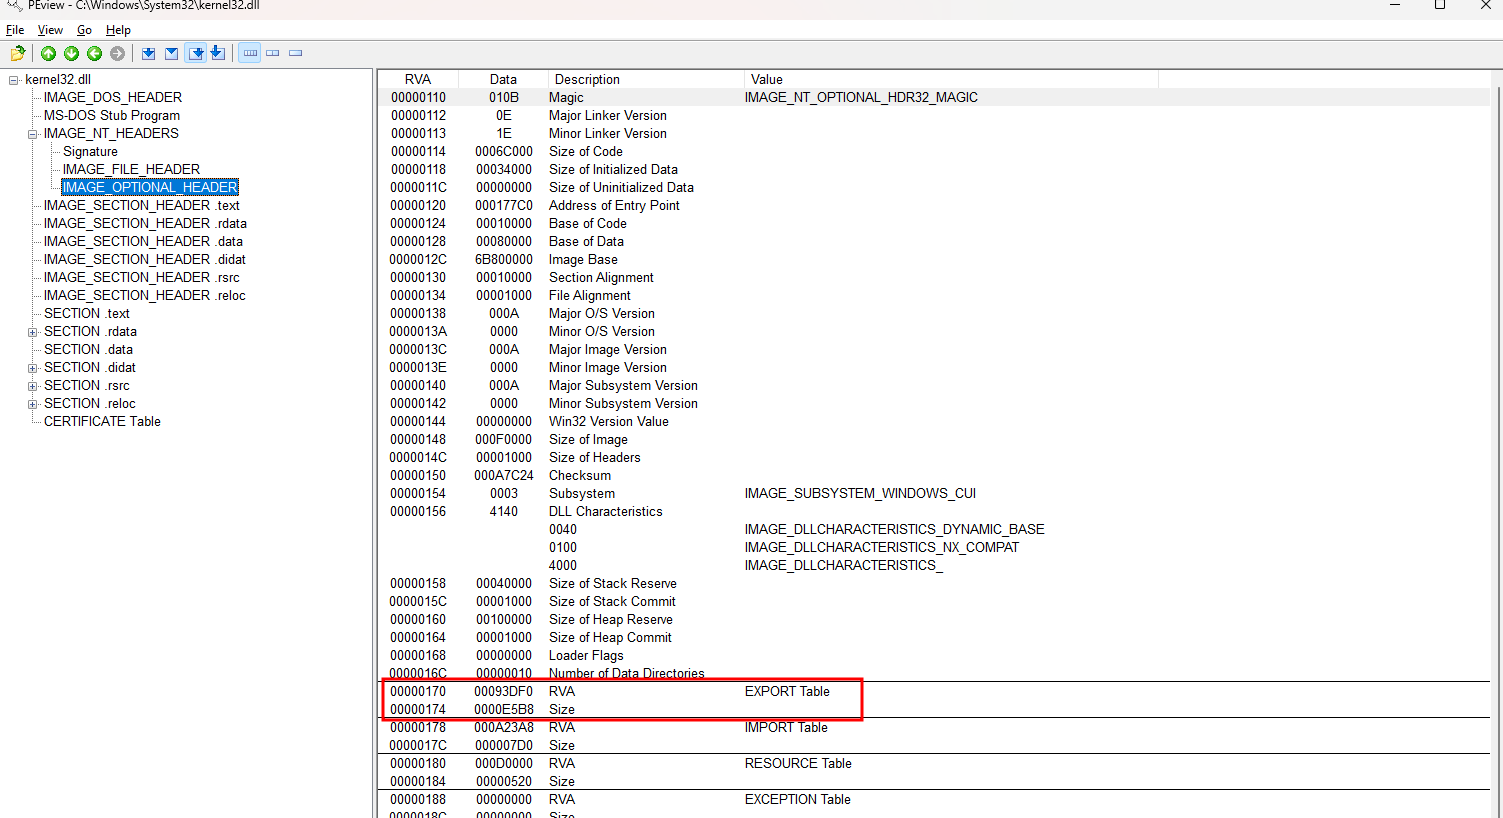 PEview - C:\Windows\System32\kernel32.dll
File View Go Help
kernel32.dll
IMAGE_DOS_HEADER
MS-DOS Stub Program
IMAGE_NT_HEADERS
Signature
IMAGE_FILE_HEADER
IMAGE_OPTIONAL_HEADER
IMAGE_SECTION_HEADER .text
IMAGE_SECTION_HEADER .rdata
IMAGE_SECTION_HEADER .data
IMAGE_SECTION_HEADER .didat
IMAGE_SECTION_HEADER .rsrc
IMAGE_SECTION_HEADER .reloc
SECTION .text
SECTION .rdata
SECTION .data
SECTION .didat
SECTION .rsrc
SECTION .reloc
CERTIFICATE Table
RVA Data Description Value
00000110 010B Magic IMAGE_NT_OPTIONAL_HDR32_MAGIC
00000112 0E Major Linker Version
00000113 1E Minor Linker Version
00000114 0006C000 Size of Code
00000118 00034000 Size of Initialized Data
0000011C 00000000 Size of Uninitialized Data
00000120 000177C0 Address of Entry Point
00000124 00010000 Base of Code
00000128 00080000 Base of Data
0000012C 6B800000 Image Base
00000130 00010000 Section Alignment
00000134 00001000 File Alignment
00000138 000A Major O/S Version
0000013A 0000 Minor O/S Version
0000013C 000A Major Image Version
0000013E 0000 Minor Image Version
00000140 000A Major Subsystem Version
00000142 0000 Minor Subsystem Version
00000144 00000000 Win32 Version Value
00000148 000F0000 Size of Image
0000014C 00001000 Size of Headers
00000150 000A7C24 Checksum
00000154 0003 Subsystem IMAGE_SUBSYSTEM_WINDOWS_CUI
00000156 4140 DLL Characteristics
0040 IMAGE_DLLCHARACTERISTICS_DYNAMIC_BASE
0100 IMAGE_DLLCHARACTERISTICS_NX_COMPAT
4000 IMAGE_DLLCHARACTERISTICS_
00000158 00040000 Size of Stack Reserve
0000015C 00001000 Size of Stack Commit
00000160 00100000 Size of Heap Reserve
00000164 00001000 Size of Heap Commit
00000168 00000000 Loader Flags
0000016C 00000010 Number of Data Directories
00000170 00093DF0 RVA EXPORT Table
00000174 0000E5B8 Size
00000178 000A23A8 RVA IMPORT Table
0000017C 000007D0 Size
00000180 000D0000 RVA RESOURCE Table
00000184 00000520 Size
00000188 00000000 RVA EXCEPTION Table
0000018C 00000000 Size